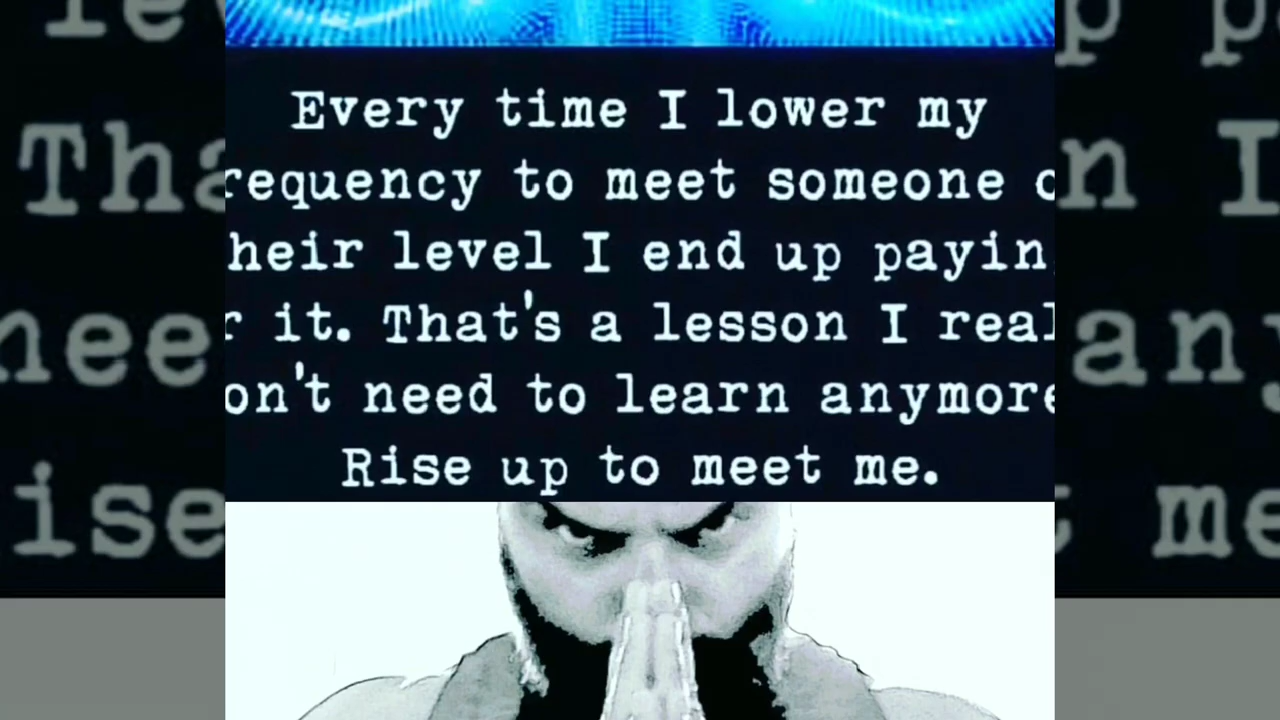 Every time I lower my
requency to meet someone o
heir level I end up payin
r it. That's a lesson I real
on't need to learn anymore
Rise up to meet me.